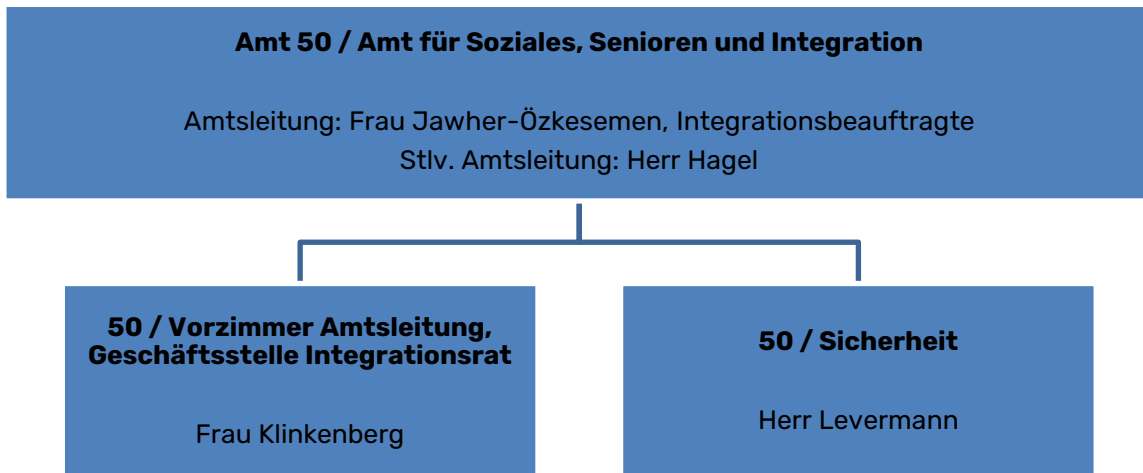 Amt 50 / Amt für Soziales, Senioren und Integration
Amtsleitung: Frau Jawher-Özkesemen, Integrationsbeauftragte
Stlv. Amtsleitung: Herr Hagel
50 / Vorzimmer Amtsleitung,
Geschäftsstelle Integrationsrat
Frau Klinkenberg
50 / Sicherheit
Herr Levermann